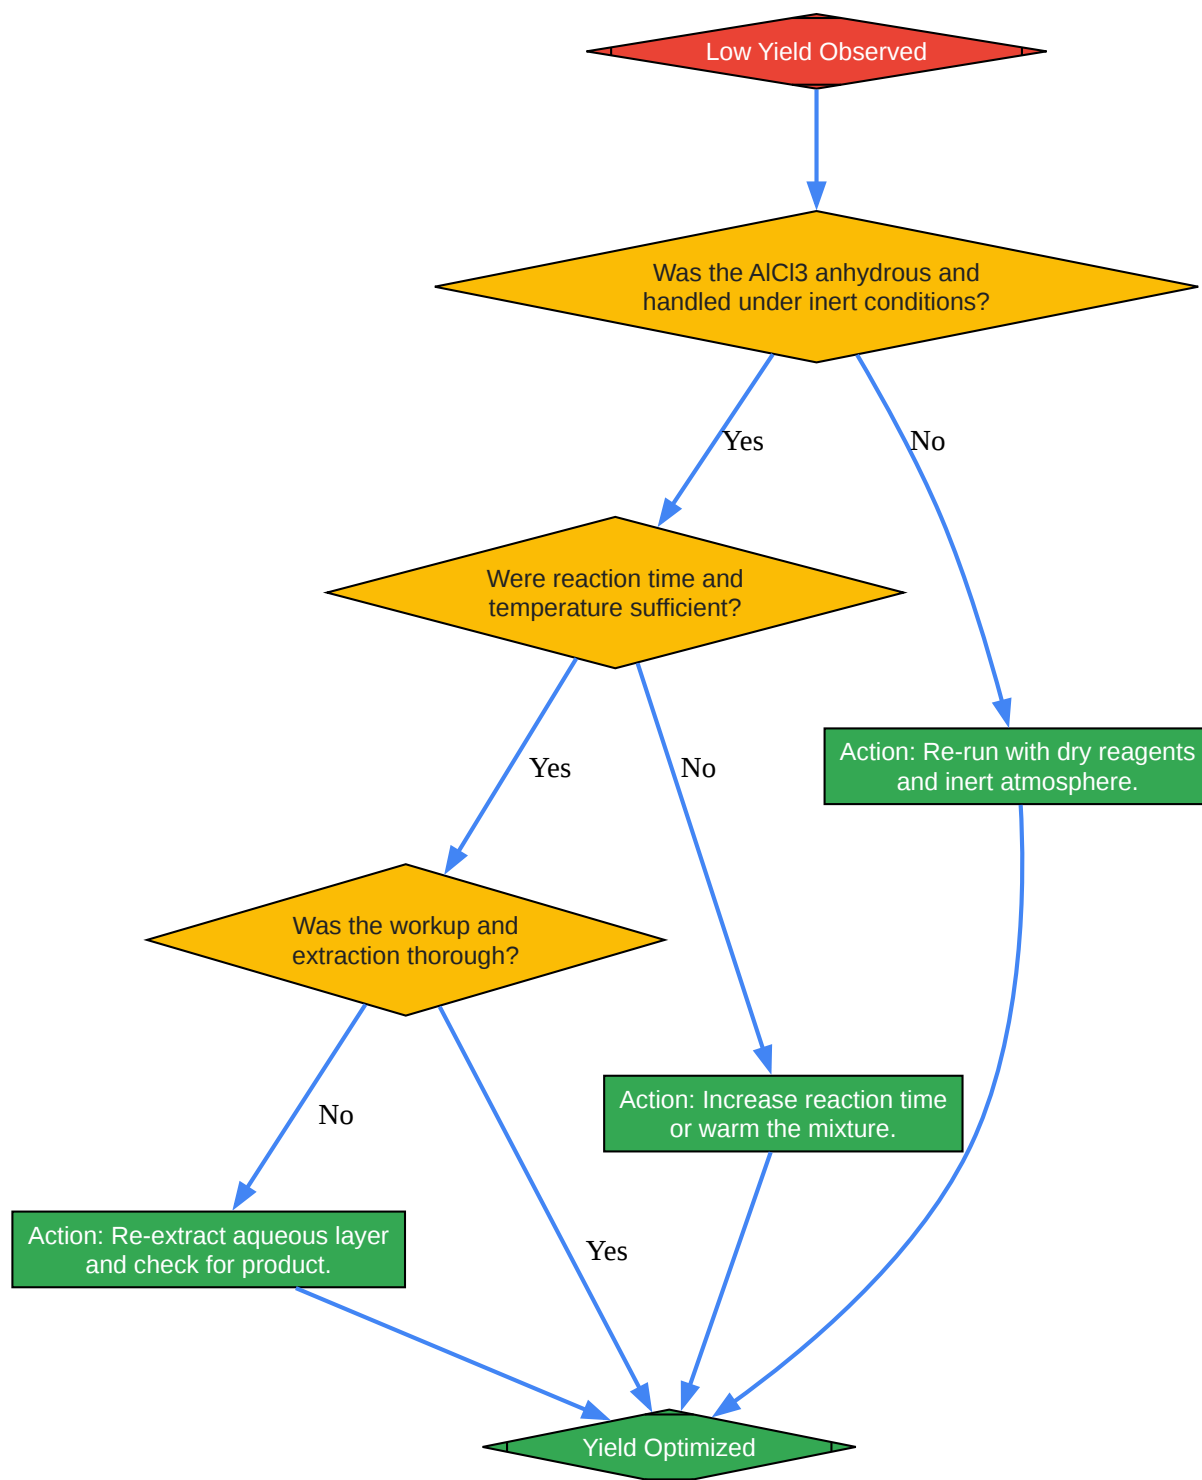 Low Yield Observed
Was the AlCl3 anhydrous and
handled under inert conditions?
Yes
No
Were reaction time and
temperature sufficient?
Action: Re-run with dry reagents
and inert atmosphere.
Yes
No
Was the workup and
extraction thorough?
Action: Increase reaction time
or warm the mixture.
No
Yes
Action: Re-extract aqueous layer
and check for product.
Yield Optimized